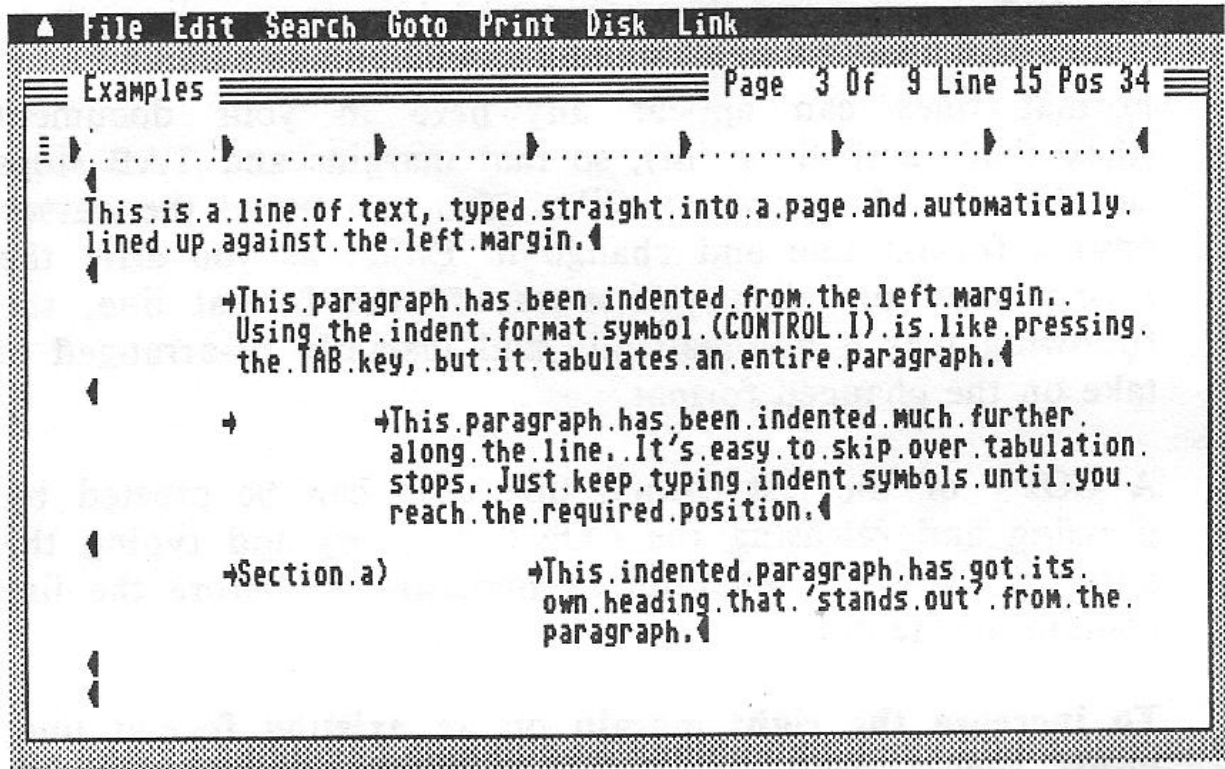 File Edit Search Goto Print Disk Link
Examples Page 3 Of 9 Line 15 Pos 34
This.is.a.line.of.text,.typed.straight.into.a.page.and.automatically.
lined.up.against.the.left.margin.
This.paragraph.has.been.indented.from.the.left.margin..
Using.the.indent.format.symbol.(CONTROL.I).is.like.pressing.
the.TAB.key,.but.it.tabulates.an.entire.paragraph.
This.paragraph.has.been.indented.much.further.
along.the.line..It's.easy.to.skip.over.tabulation.
stops..Just.keep.typing.indent.symbols.until.you.
reach.the.required.position.
Section.a) This.indented.paragraph.has.got.its.
own.heading.that.'stands.out'.from.the.
paragraph.